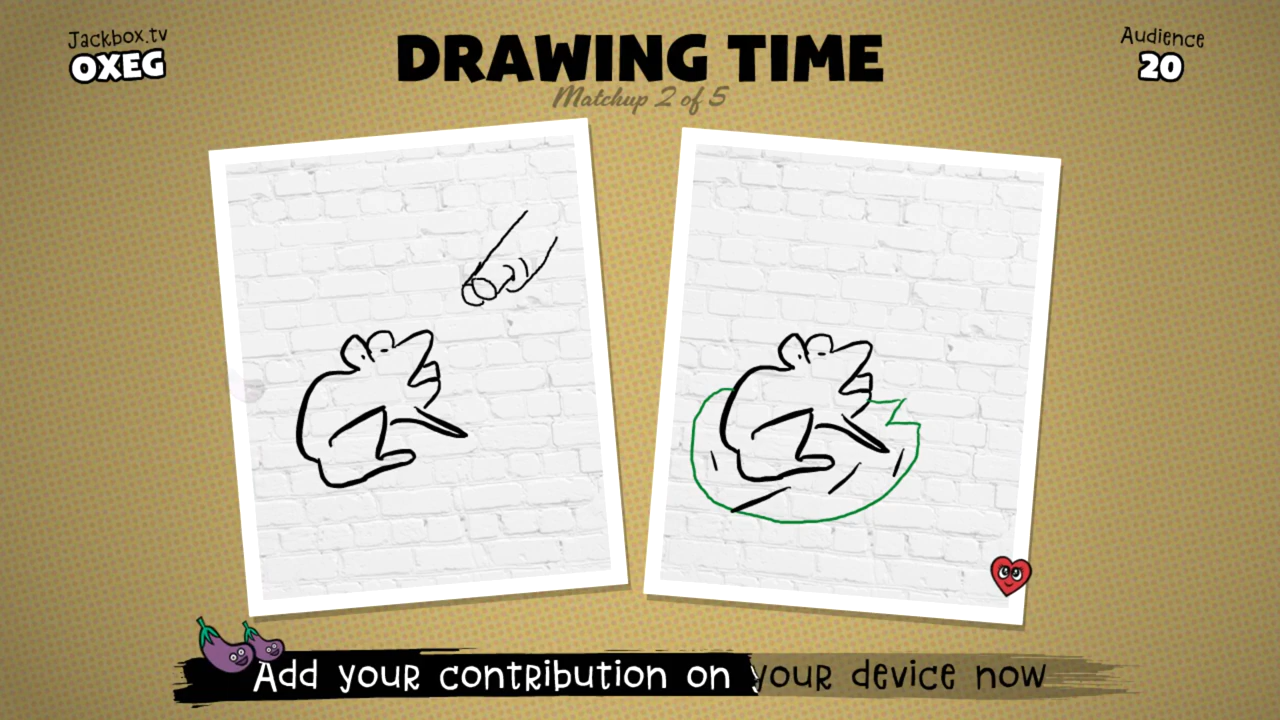 Jackbox.tv
OXEG
DRAWING TIME
Matchup 2 of 5
Audience
20
Add your contribution on your device now